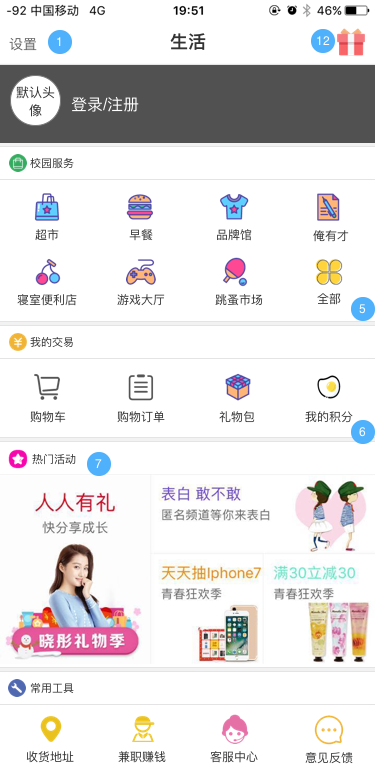 -92 中国移动 4G 19:51 46%
设置 1 生活 12
默认头像 登录/注册
校园服务
超市 早餐 品牌馆 俺有才
寝室便利店 游戏大厅 跳蚤市场 全部
5
我的交易
购物车 购物订单 礼物包 我的积分
6
热门活动 7
人人有礼
快分享成长
晓彤礼物季
表白 敢不敢
匿名频道等你来表白
天天抽Iphone7
青春狂欢季
满30立减30
青春狂欢季
常用工具
收货地址 兼职赚钱 客服中心 意见反馈